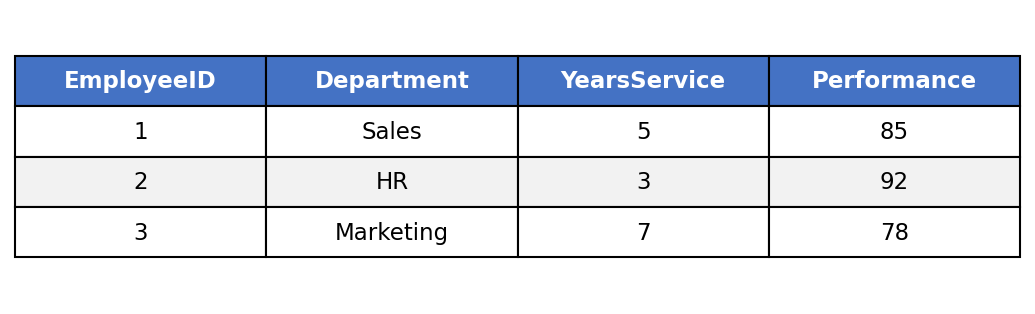 EmployeeID Department YearsService Performance
1 Sales 5 85
2 HR 3 92
3 Marketing 7 78